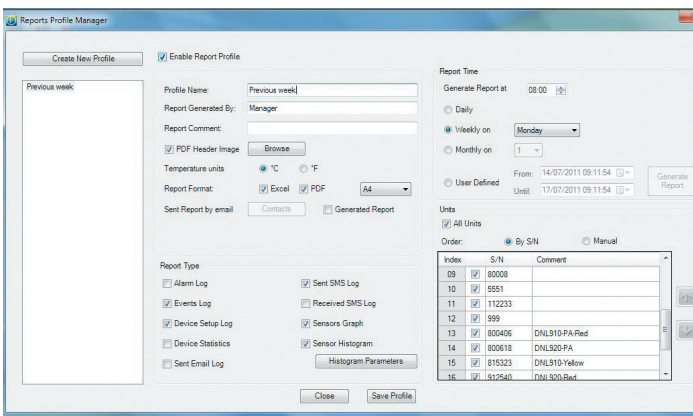 Reports Profile Manager
Create New Profile
Previous week
Enable Report Profile
Profile Name: Previous week
Report Generated By: Manager
Report Comment:
PDF Header Image Browse
Temperature units °C °F
Report Format: Excel PDF A4
Sent Report by email Contacts Generated Report
Report Type
Alarm Log Sent SMS Log
Events Log Received SMS Log
Device Setup Log Sensors Graph
Device Statistics Sensor Histogram
Sent Email Log Histogram Parameters
Report Time
Generate Report at 08:00
Daily
Weekly on Monday
Monthly on 1
User Defined From: 14/07/2011 09:11:54
Until: 17/07/2011 09:11:54
Generate Report
Units
All Units
Order: By S/N Manual
Index S/N Comment
09 80008
10 5551
11 112233
12 999
13 800406 DNL910-PA-Red
14 800618 DNL920-PA
15 815323 DNL910-Yellow
16 912540 DNL920-Red
Close Save Profile